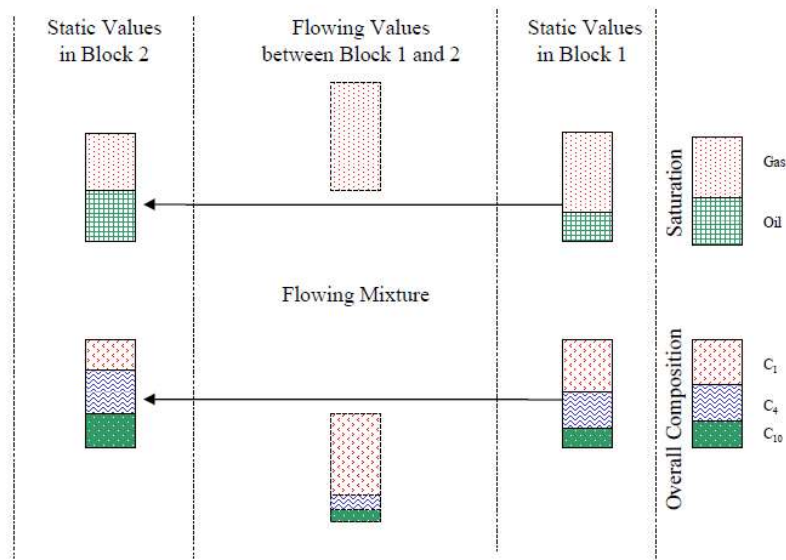 Static Values
in Block 2
Flowing Values
between Block 1 and 2
Static Values
in Block 1
Saturation
Gas
Oil
Flowing Mixture
Overall Composition
C1
C4
C10